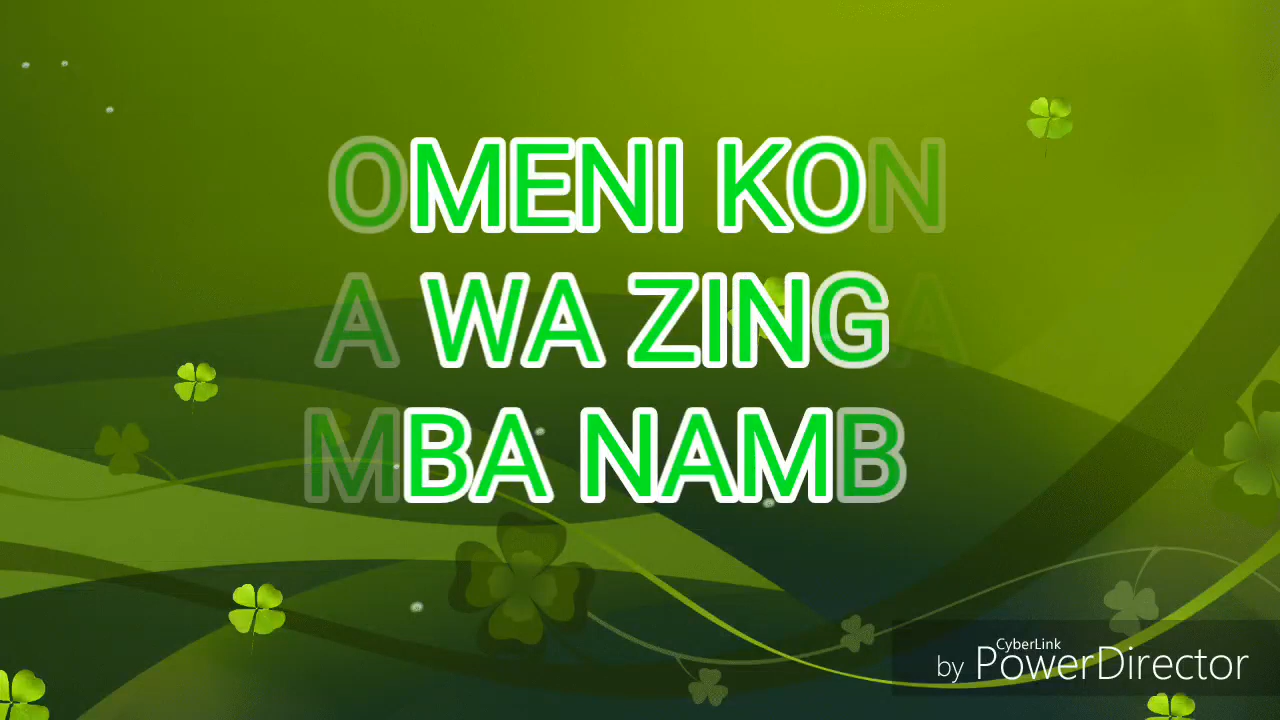 OMENI KON
A WA ZINGA
MBA NAMB
CyberLink
by PowerDirector